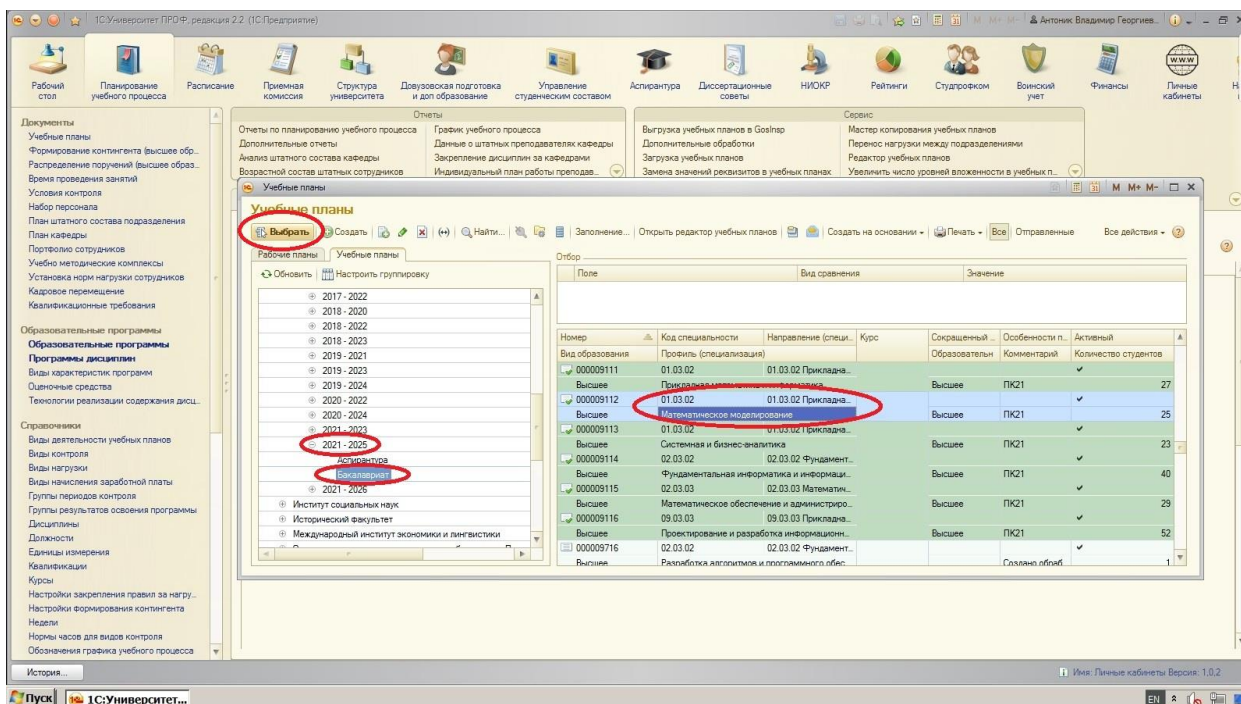 1С:Университет ПРОФ, редакция 2.2 (1С:Предприятие)
M M+ M-
Антоник Владимир Георгиев...
Рабочий стол
Планирование учебного процесса
Расписание
Приемная комиссия
Структура университета
Довузовская подготовка и доп образование
Управление студенческим составом
Аспирантура
Диссертационные советы
НИОКР
Рейтинги
Студпрофком
Воинский учет
Финансы
Личные кабинеты
Документы
Учебные планы
Формирование контингента (высшее обр...
Распределение поручений (высшее образ...
Время проведения занятий
Условия контроля
Набор персонала
План штатного состава подразделения
План кафедры
Портфолио сотрудников
Учебно методические комплексы
Установка норм нагрузки сотрудников
Кадровое перемещение
Квалификационные требования
Образовательные программы
Образовательные программы
Программы дисциплин
Виды характеристик программ
Оценочные средства
Технологии реализации содержания дисц...
Справочники
Виды деятельности учебных планов
Виды контроля
Виды нагрузки
Виды начисления заработной платы
Группы периодов контроля
Группы результатов освоения программы
Дисциплины
Должности
Единицы измерения
Квалификации
Курсы
Настройки закрепления правил за нагру...
Настройки формирования контингента
Недели
Нормы часов для видов контроля
Обозначения графика учебного процесса
Отчеты
Отчеты по планированию учебного процесса
График учебного процесса
Дополнительные отчеты
Данные о штатных преподавателях кафедры
Анализ штатного состава кафедры
Закрепление дисциплин за кафедрами
Возрастной состав штатных сотрудников
Индивидуальный план работы преподав...
Сервис
Выгрузка учебных планов в GosInsp
Мастер копирования учебных планов
Дополнительные обработки
Перенос нагрузки между подразделениями
Загрузка учебных планов
Редактор учебных планов
Замена значений реквизитов в учебных планах
Увеличить число уровней вложенности в учебных п...
Учебные планы
M M+ M-
Учебные планы
Выбрать Создать Найти... Заполнение... Открыть редактор учебных планов Создать на основании Печать Все Отправленные Все действия
Рабочие планы Учебные планы
Обновить Настроить группировку
2017 - 2022
2018 - 2020
2018 - 2022
2018 - 2023
2019 - 2021
2019 - 2023
2019 - 2024
2020 - 2022
2020 - 2024
2021 - 2023
2021 - 2025
Аспирантура
Бакалавриат
2021 - 2026
Институт социальных наук
Исторический факультет
Международный институт экономики и лингвистики
Отбор
Поле Вид сравнения Значение
Номер Код специальности Направление (специ... Курс Сокращенный ... Особенности п... Активный
Вид образования Профиль (специализация) Образовательн Комментарий Количество студентов
000009111 01.03.02 01.03.02 Прикладна...
Высшее Прикладная математика и информатика Высшее ПК21 27
000009112 01.03.02 01.03.02 Прикладна...
Высшее Математическое моделирование Высшее ПК21 25
000009113 01.03.02 01.03.02 Прикладна...
Высшее Системная и бизнес-аналитика Высшее ПК21 23
000009114 02.03.02 02.03.02 Фундамент...
Высшее Фундаментальная информатика и информаци... Высшее ПК21 40
000009115 02.03.03 02.03.03 Математич...
Высшее Математическое обеспечение и администриро... Высшее ПК21 29
000009116 09.03.03 09.03.03 Прикладна...
Высшее Проектирование и разработка информационн... Высшее ПК21 52
000009716 02.03.02 02.03.02 Фундамент...
Высшее Разработка алгоритмов и программного обес Создано обраб 1
История...
Имя: Личные кабинеты Версия: 1,0,2
Пуск 1С:Университет...
EN